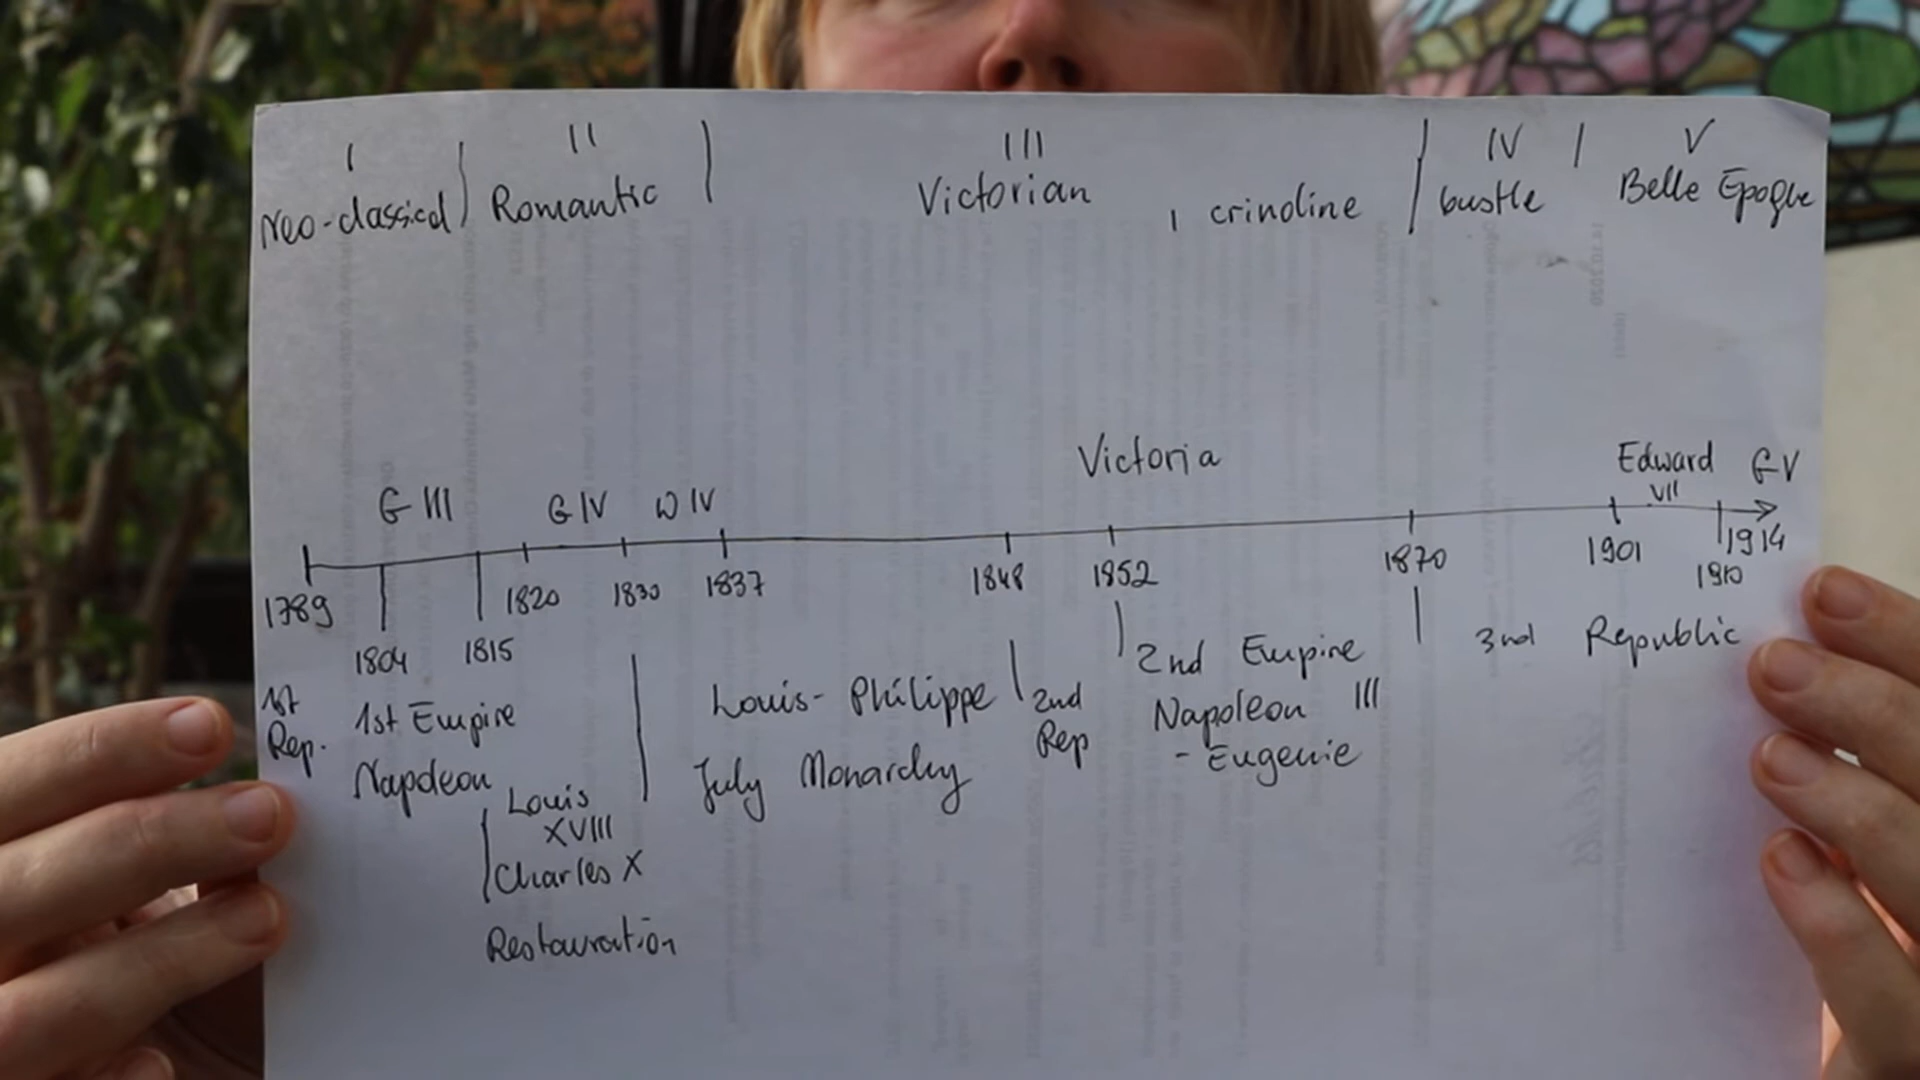 I | II | III | IV | V
Neo-classical Romantic Victorian | crinoline bustle Belle Epoque
Victoria Edward VII G V
G III G IV W IV
1789 1804 1815 1820 1830 1837 1848 1852 1870 1901 1910 1914
1st Rep.
1st Empire
Napoleon
Louis XVIII
Charles X
Restauration
Louis-Philippe
July Monarchy
2nd Rep
2nd Empire
Napoleon III
- Eugenie
3nd Republic